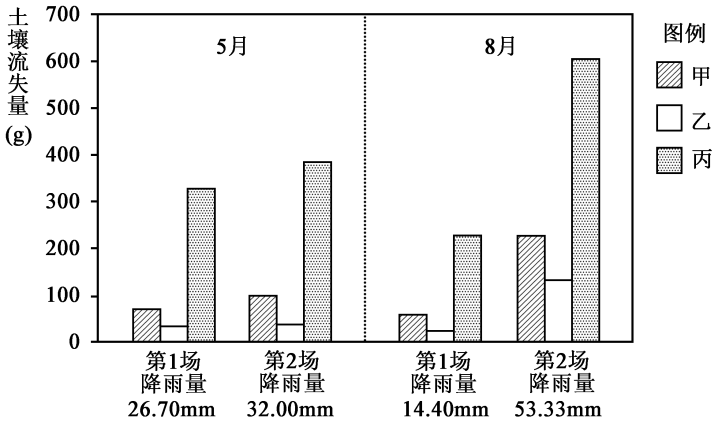 土壤流失量
(g)
700
600
500
400
300
200
100
0
5月
8月
第1场
降雨量
26.70mm
第2场
降雨量
32.00mm
第1场
降雨量
14.40mm
第2场
降雨量
53.33mm
图例
甲
乙
丙